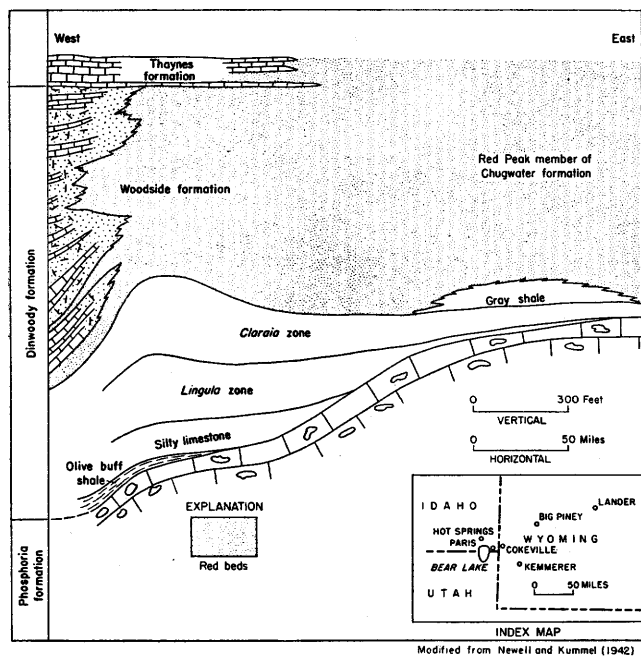 West
East
Thaynes
formation
Red Peak member of
Chugwater formation
Woodside formation
Dinwoody formation
Gray shale
Claraia zone
Lingula zone
Silty limestone
Olive buff
shale
Phosphoria
formation
0 300 Feet
VERTICAL
0 50 Miles
HORIZONTAL
EXPLANATION
Red beds
IDAHO
LANDER
BIG PINEY
HOT SPRINGS
WYOMING
PARIS
COKEVILLE
BEAR LAKE
KEMMERER
UTAH
0 50 MILES
INDEX MAP
Modified from Newell and Kummel (1942)